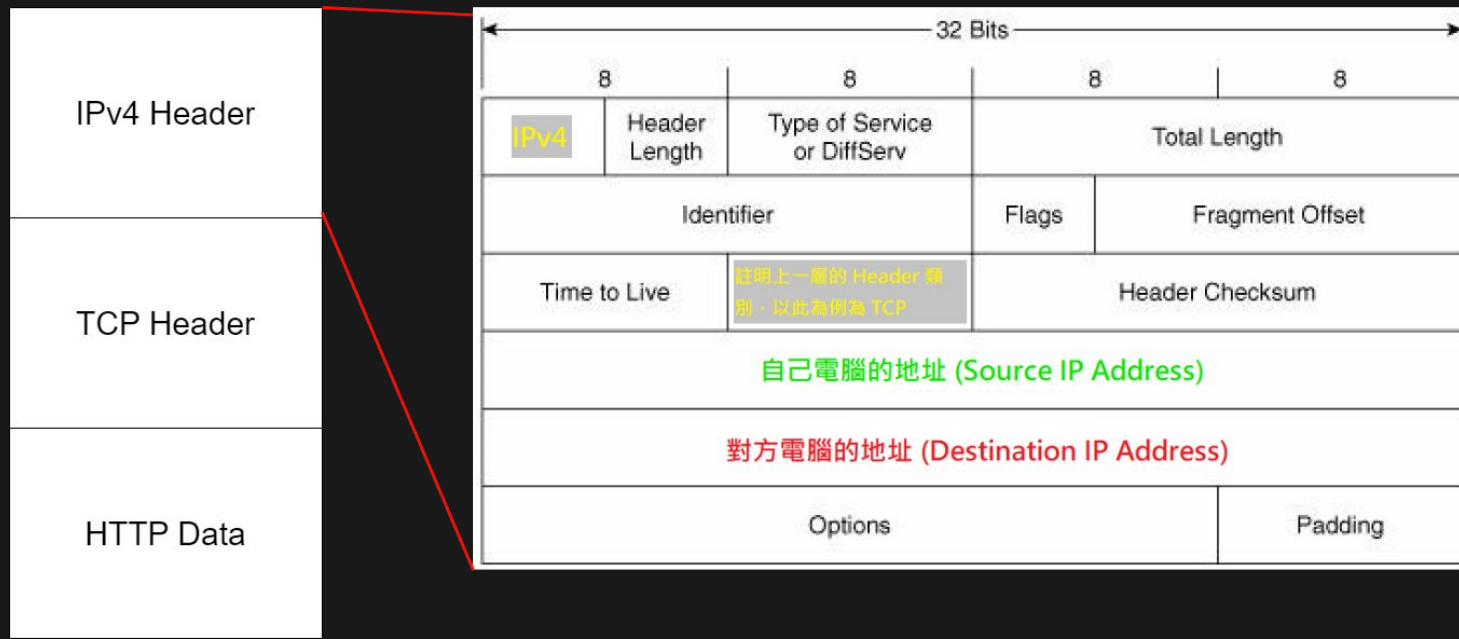 IPv4 Header
TCP Header
HTTP Data
32 Bits
8 8 8 8
IPv4
Header
Length
Type of Service
or DiffServ
Total Length
Identifier
Flags
Fragment Offset
Time to Live
註明上一層的 Header 類
別，以此為例為 TCP
Header Checksum
自己電腦的地址 (Source IP Address)
對方電腦的地址 (Destination IP Address)
Options
Padding